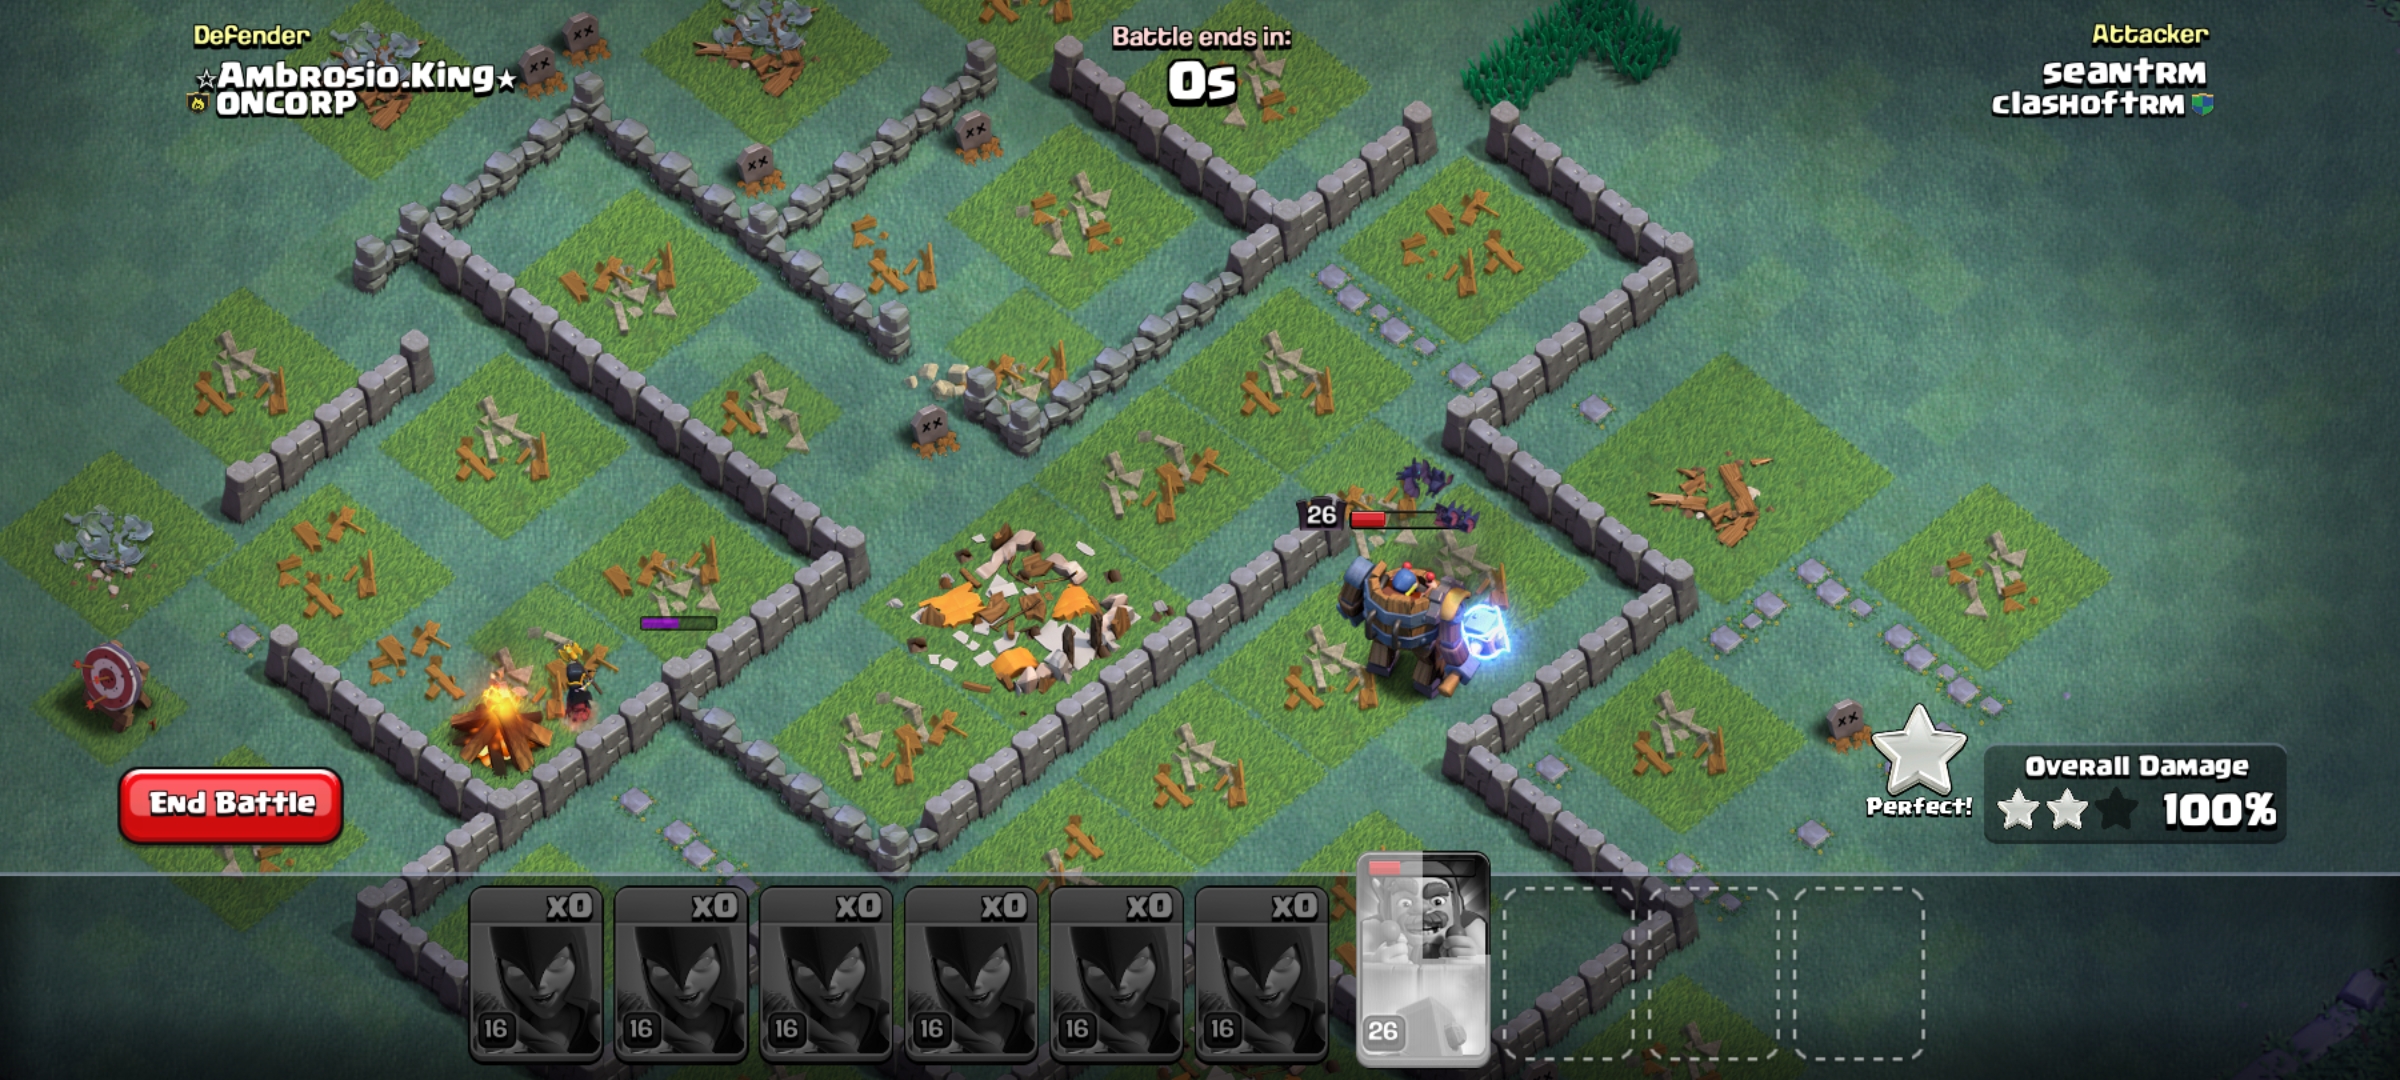 Defender
☆Ambrosio.King★
ONCORP
Battle ends in:
0s
Attacker
seantRM
clashoftRM
26
End Battle
Perfect!
Overall Damage
100%
x0
x0
x0
x0
x0
x0
16
16
16
16
16
16
26